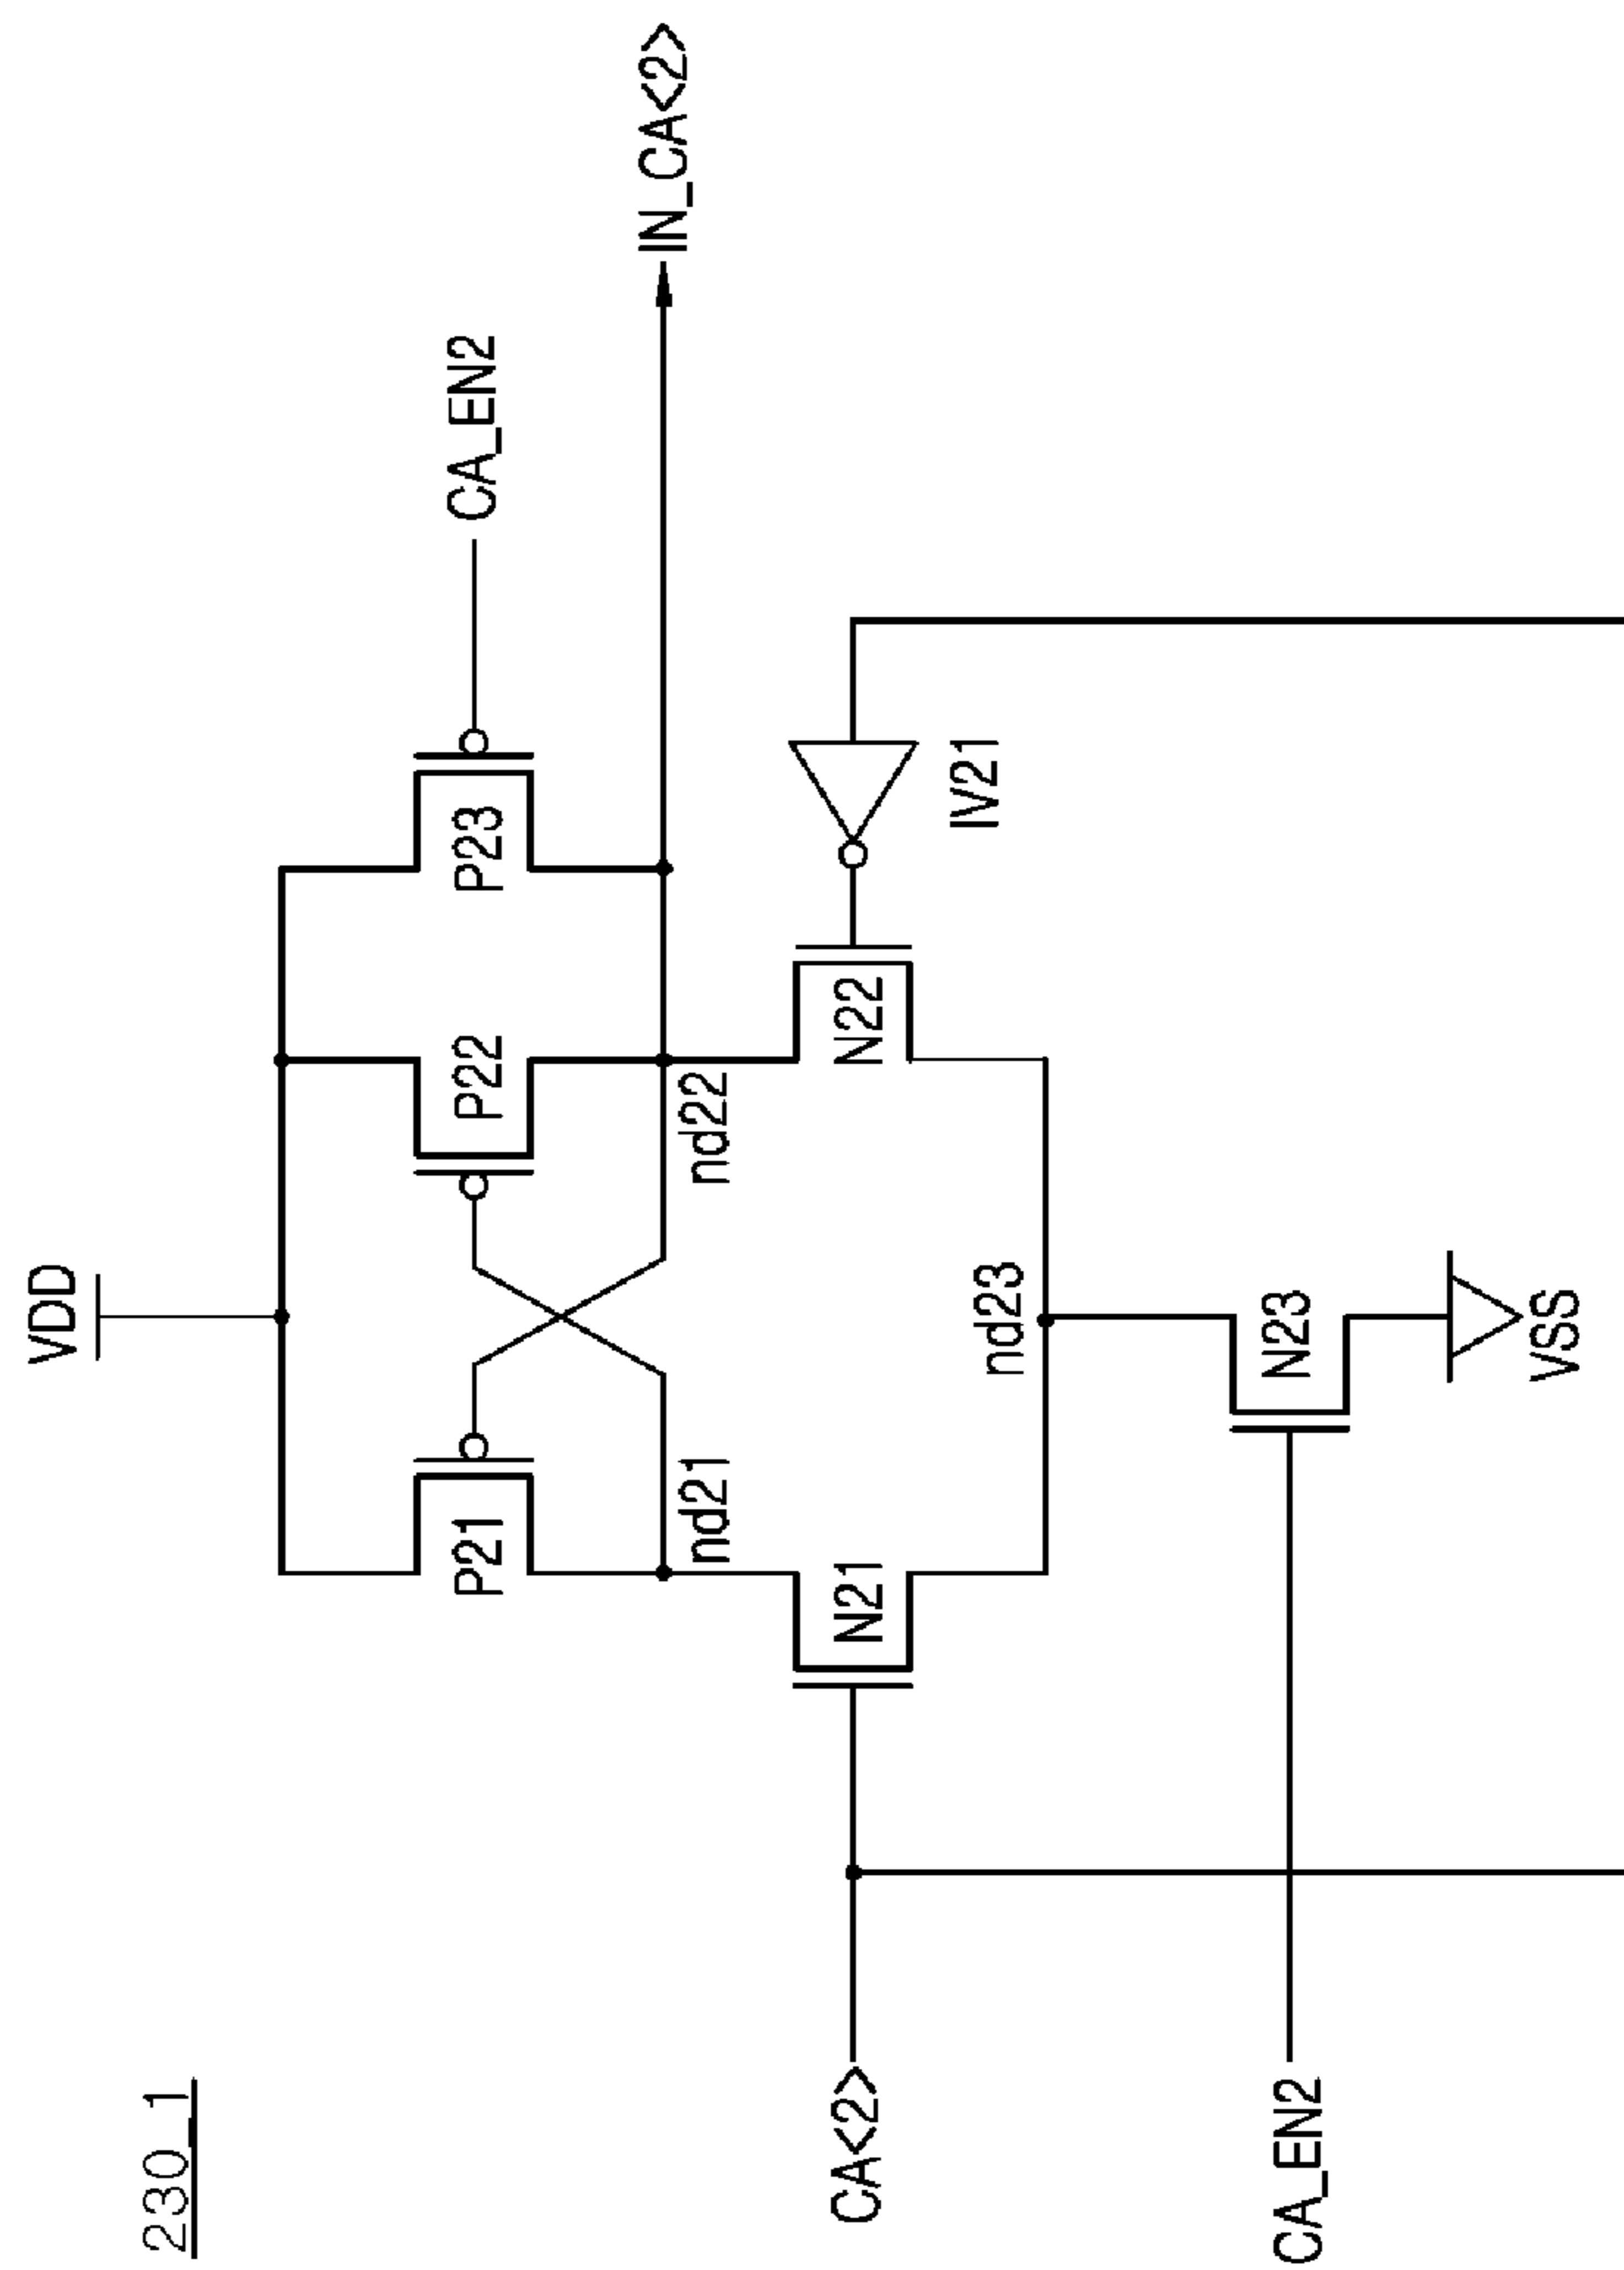 230_1
VDD
P21
P22
P23
CA_EN2
nd21
nd22
IN_CA<2>
CA<2>
N21
N22
IV21
nd23
CA_EN2
N23
VSS